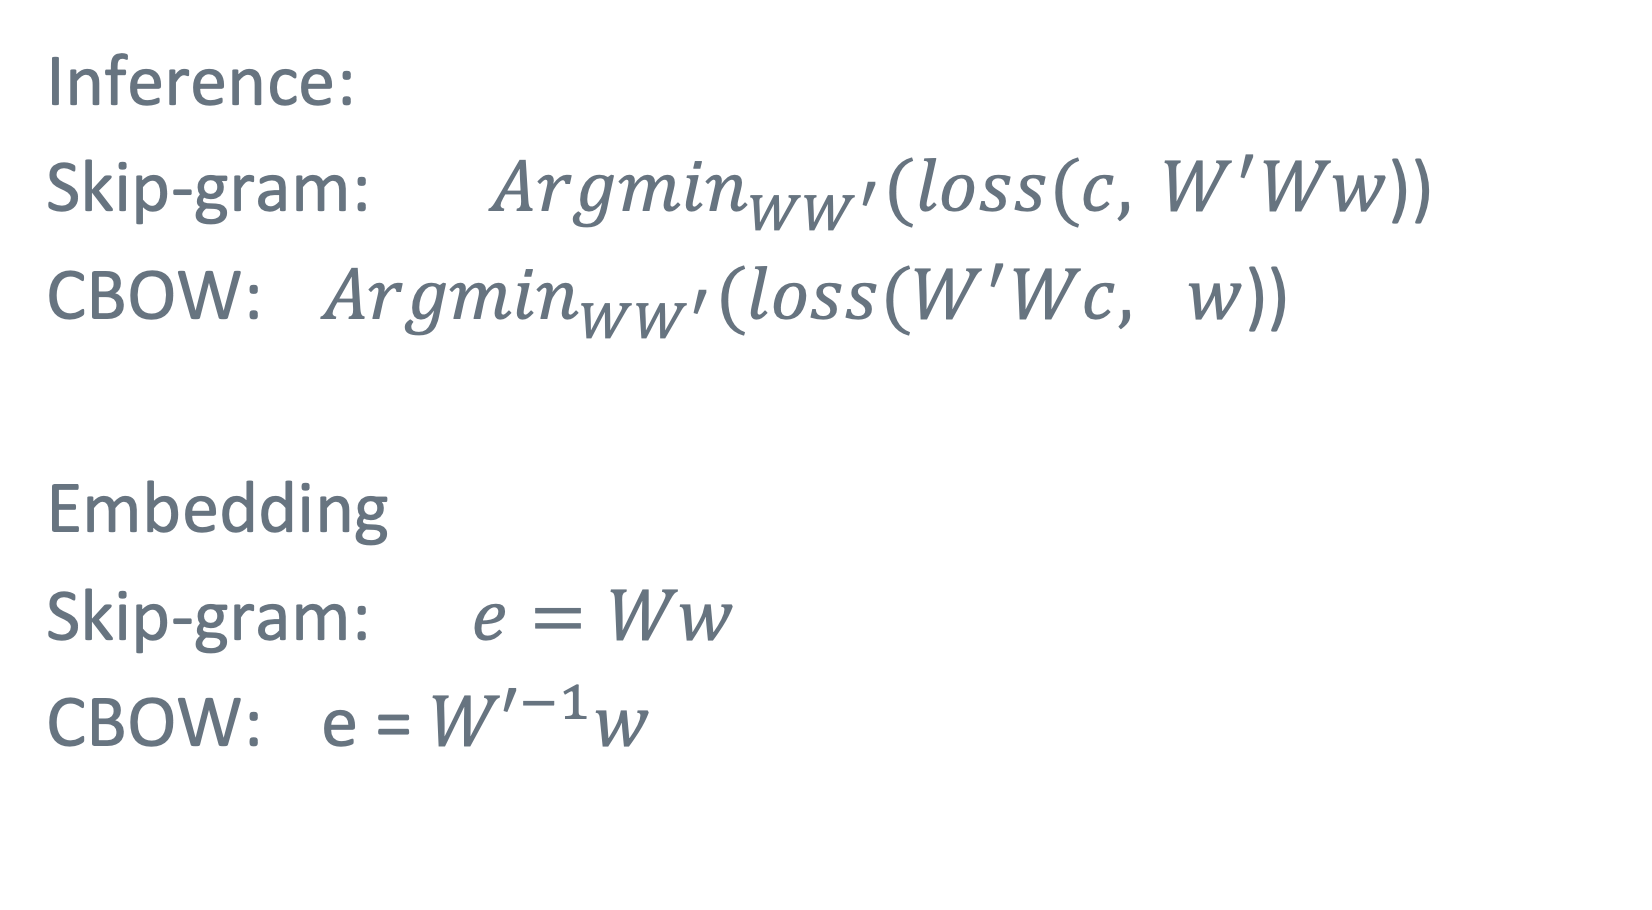 Inference:
Skip-gram: Argmin_{WW′}(loss(c, W′Ww))
CBOW: Argmin_{WW′}(loss(W′Wc, w))
Embedding
Skip-gram: e = Ww
CBOW: e = W′^{−1}w